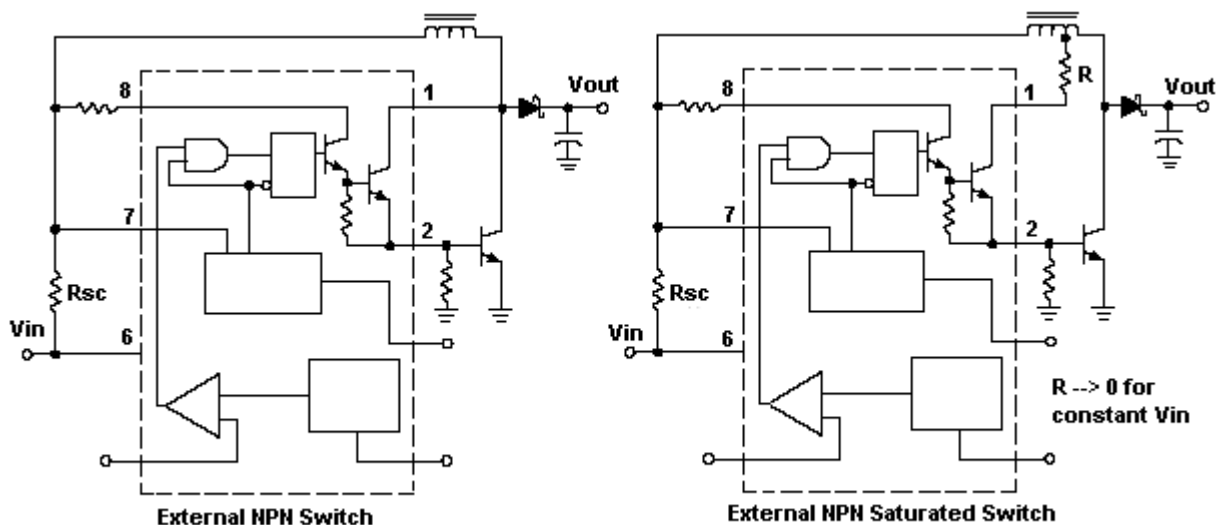 8
1
Vout
7
2
Rsc
Vin
6
External NPN Switch
R
8
1
Vout
7
2
Rsc
Vin
6
R --> 0 for
constant Vin
External NPN Saturated Switch